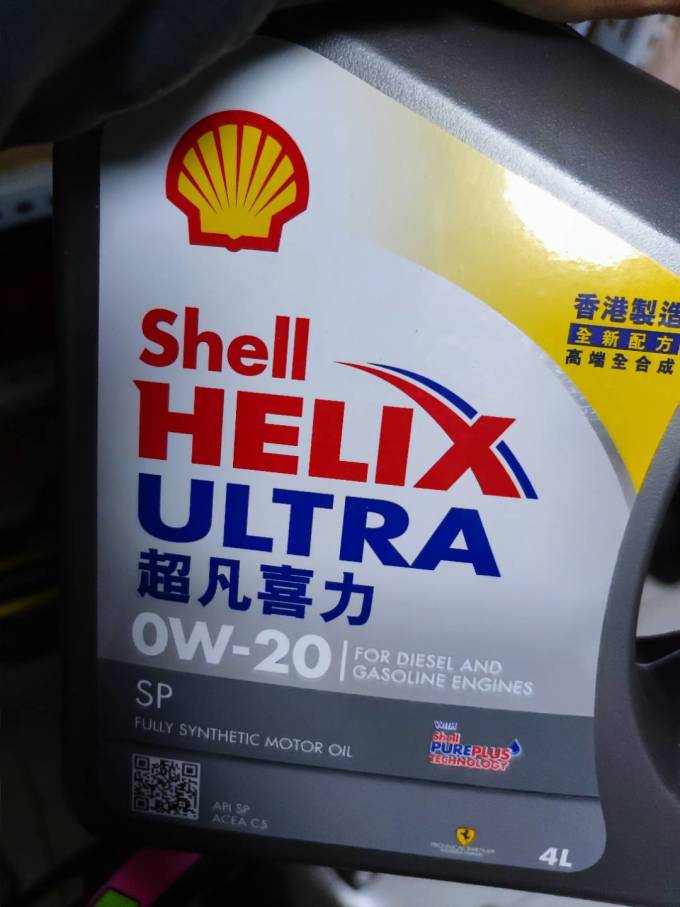 香港製造
全新配方
高端全合成
Shell
HELIX
ULTRA
超凡喜力
0W-20
FOR DIESEL AND
GASOLINE ENGINES
SP
FULLY SYNTHETIC MOTOR OIL
With
Shell
PUREPLUS
TECHNOLOGY
API SP
ACEA C5
4L